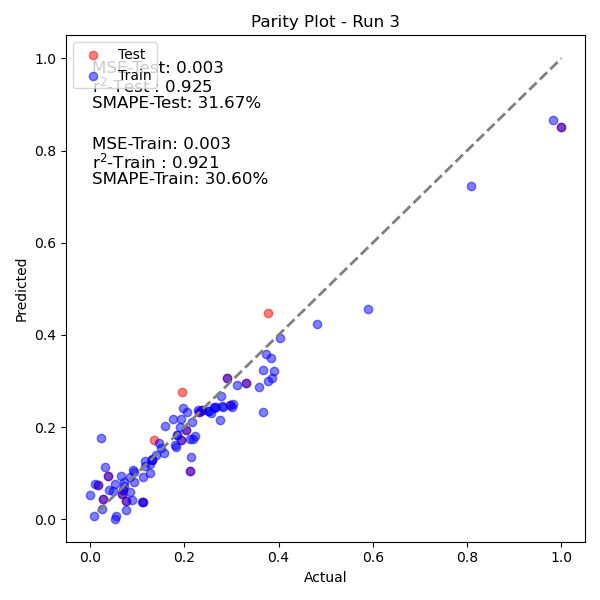 Parity Plot - Run 3
Test
Train
MSE-Test: 0.003
r²-Test : 0.925
SMAPE-Test: 31.67%
MSE-Train: 0.003
r²-Train : 0.921
SMAPE-Train: 30.60%
Predicted
1.0
0.8
0.6
0.4
0.2
0.0
0.0 0.2 0.4 0.6 0.8 1.0
Actual